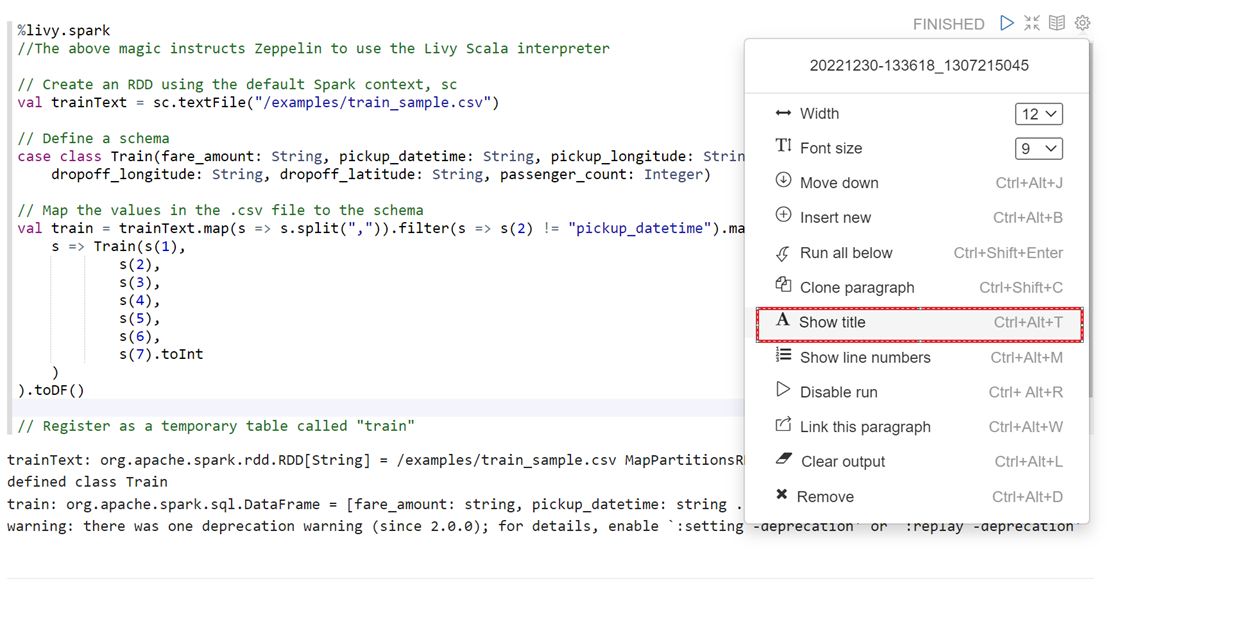 FINISHED
%livy.spark
//The above magic instructs Zeppelin to use the Livy Scala interpreter
// Create an RDD using the default Spark context, sc
val trainText = sc.textFile("/examples/train_sample.csv")
// Define a schema
case class Train(fare_amount: String, pickup_datetime: String, pickup_longitude: Strin
dropoff_longitude: String, dropoff_latitude: String, passenger_count: Integer)
// Map the values in the .csv file to the schema
val train = trainText.map(s => s.split(",")).filter(s => s(2) != "pickup_datetime").ma
s => Train(s(1),
s(2),
s(3),
s(4),
s(5),
s(6),
s(7).toInt
)
).toDF()
// Register as a temporary table called "train"
trainText: org.apache.spark.rdd.RDD[String] = /examples/train_sample.csv MapPartitionsR
defined class Train
train: org.apache.spark.sql.DataFrame = [fare_amount: string, pickup_datetime: string .
warning: there was one deprecation warning (since 2.0.0); for details, enable `:setting -deprecation' or `:replay -deprecation'
20221230-133618_1307215045
Width 12
Font size 9
Move down Ctrl+Alt+J
Insert new Ctrl+Alt+B
Run all below Ctrl+Shift+Enter
Clone paragraph Ctrl+Shift+C
Show title Ctrl+Alt+T
Show line numbers Ctrl+Alt+M
Disable run Ctrl+ Alt+R
Link this paragraph Ctrl+Alt+W
Clear output Ctrl+Alt+L
Remove Ctrl+Alt+D